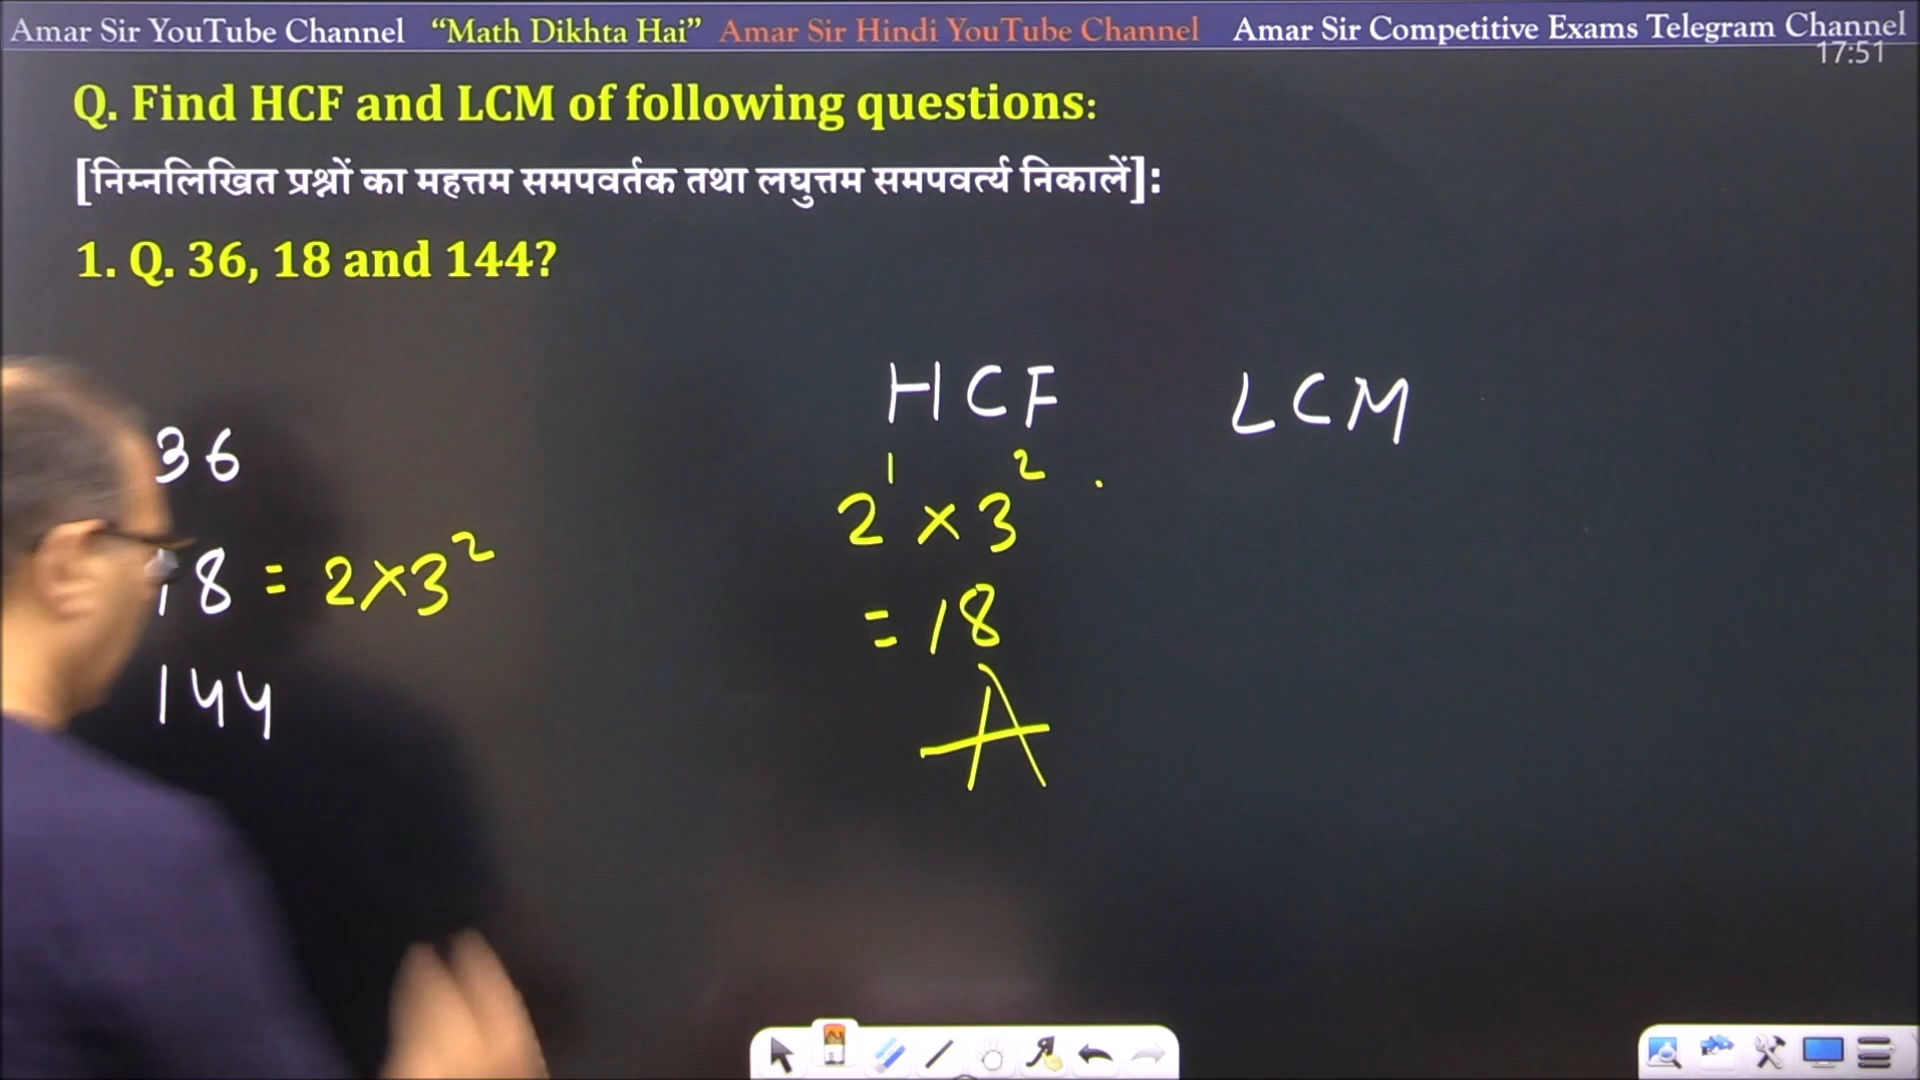 Amar Sir YouTube Channel “Math Dikhta Hai” Amar Sir Hindi YouTube Channel Amar Sir Competitive Exams Telegram Channel
17:51
Q. Find HCF and LCM of following questions:
[निम्नलिखित प्रश्नों का महत्तम समपवर्तक तथा लघुत्तम समपवर्त्य निकालें]:
1. Q. 36, 18 and 144?
HCF LCM
36
2¹ × 3²
18 = 2×3²
= 18
144
A